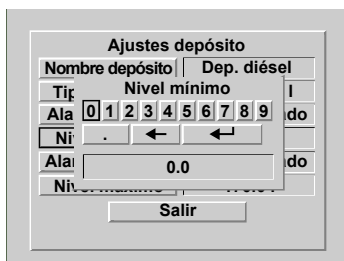 Ajustes depósito
Nombre depósito Dep. diésel
Nivel mínimo
0 1 2 3 4 5 6 7 8 9
.
0.0
Salir